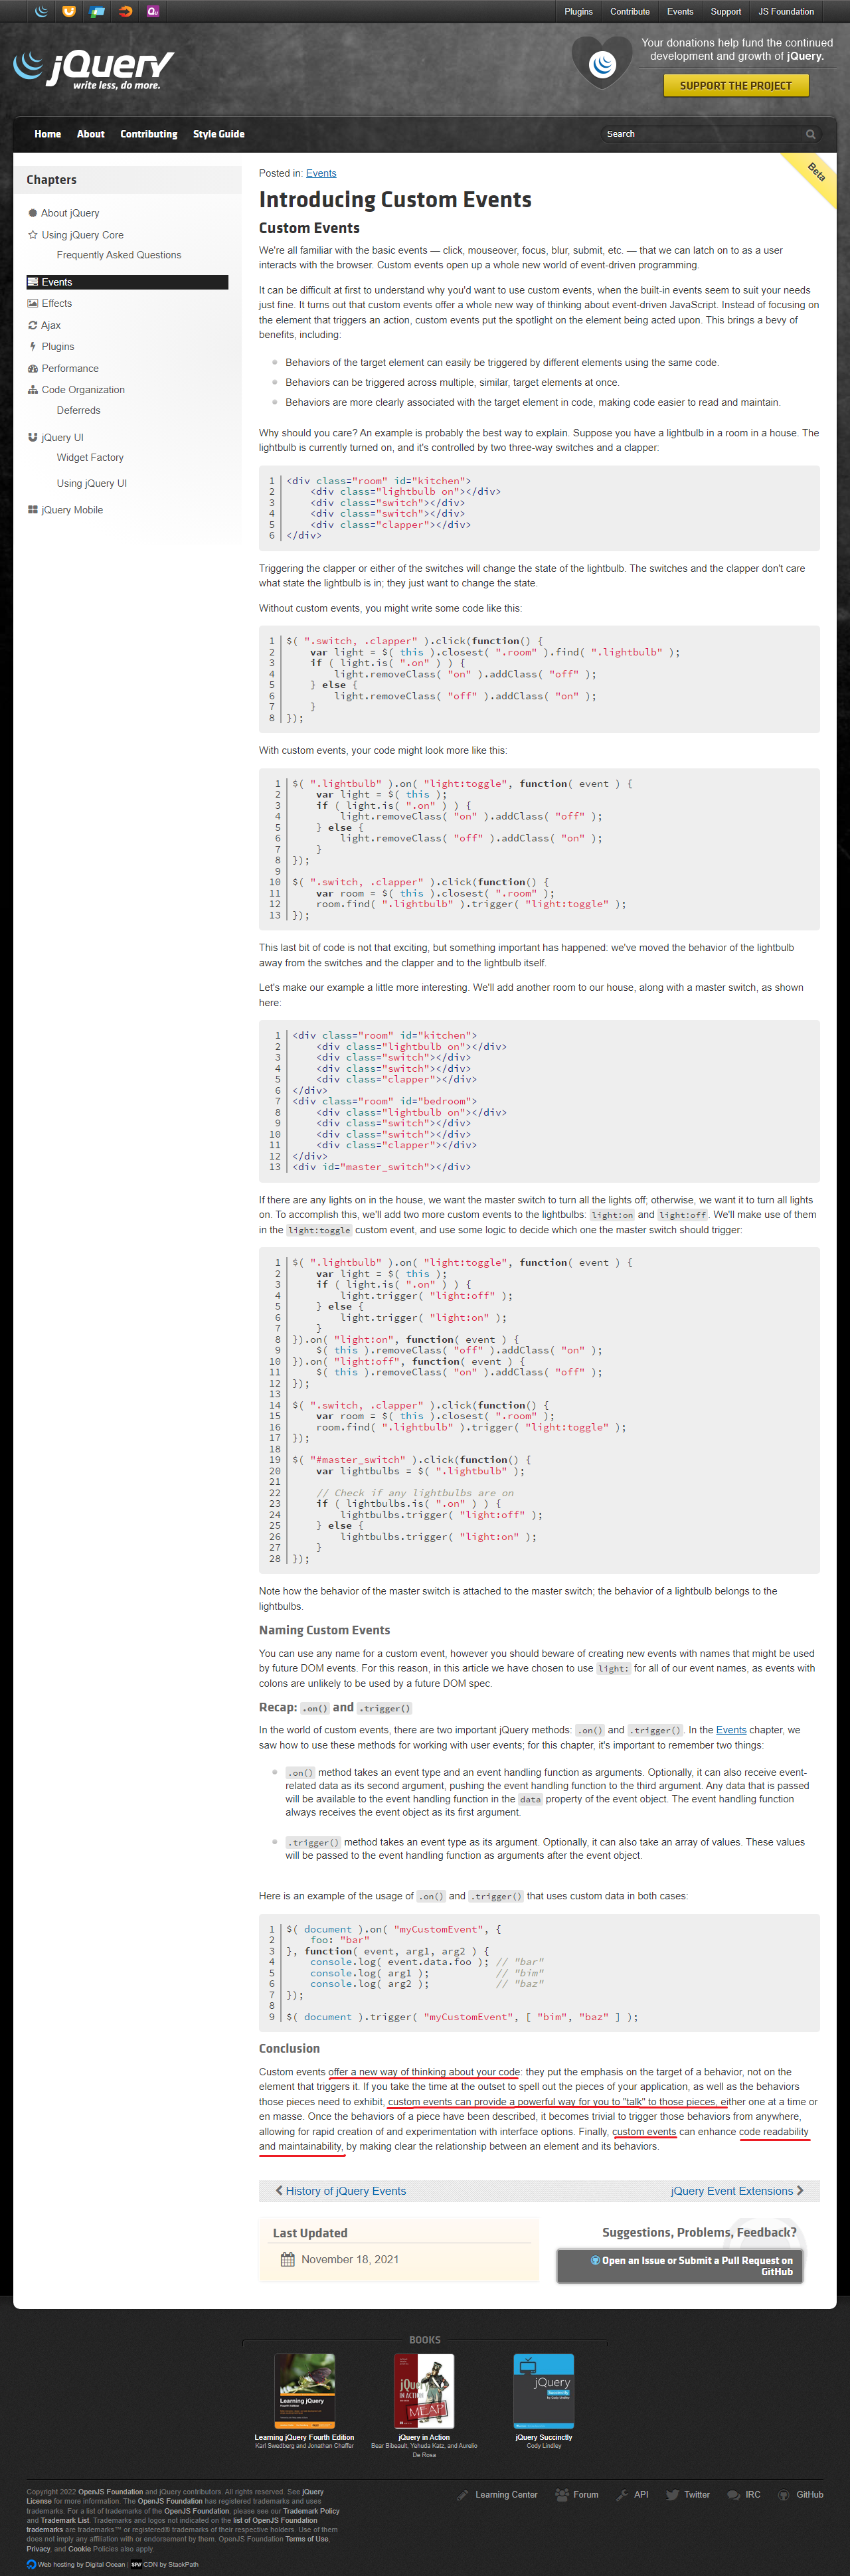 Plugins Contribute Events Support JS Foundation
jQuery
write less, do more.
Your donations help fund the continued
development and growth of jQuery.
SUPPORT THE PROJECT
Home About Contributing Style Guide
Search
Beta
Chapters
About jQuery
Using jQuery Core
Frequently Asked Questions
Events
Effects
Ajax
Plugins
Performance
Code Organization
Deferreds
jQuery UI
Widget Factory
Using jQuery UI
jQuery Mobile
Posted in: Events
Introducing Custom Events
Custom Events
We're all familiar with the basic events — click, mouseover, focus, blur, submit, etc. — that we can latch on to as a user
interacts with the browser. Custom events open up a whole new world of event-driven programming.
It can be difficult at first to understand why you'd want to use custom events, when the built-in events seem to suit your needs
just fine. It turns out that custom events offer a whole new way of thinking about event-driven JavaScript. Instead of focusing on
the element that triggers an action, custom events put the spotlight on the element being acted upon. This brings a bevy of
benefits, including:
Behaviors of the target element can easily be triggered by different elements using the same code.
Behaviors can be triggered across multiple, similar, target elements at once.
Behaviors are more clearly associated with the target element in code, making code easier to read and maintain.
Why should you care? An example is probably the best way to explain. Suppose you have a lightbulb in a room in a house. The
lightbulb is currently turned on, and it's controlled by two three-way switches and a clapper:
1 <div class="room" id="kitchen">
2     <div class="lightbulb on"></div>
3     <div class="switch"></div>
4     <div class="switch"></div>
5     <div class="clapper"></div>
6 </div>
Triggering the clapper or either of the switches will change the state of the lightbulb. The switches and the clapper don't care
what state the lightbulb is in; they just want to change the state.
Without custom events, you might write some code like this:
1 $( ".switch, .clapper" ).click(function() {
2     var light = $( this ).closest( ".room" ).find( ".lightbulb" );
3     if ( light.is( ".on" ) ) {
4         light.removeClass( "on" ).addClass( "off" );
5     } else {
6         light.removeClass( "off" ).addClass( "on" );
7     }
8 });
With custom events, your code might look more like this:
1 $( ".lightbulb" ).on( "light:toggle", function( event ) {
2     var light = $( this );
3     if ( light.is( ".on" ) ) {
4         light.removeClass( "on" ).addClass( "off" );
5     } else {
6         light.removeClass( "off" ).addClass( "on" );
7     }
8 });
9
10 $( ".switch, .clapper" ).click(function() {
11     var room = $( this ).closest( ".room" );
12     room.find( ".lightbulb" ).trigger( "light:toggle" );
13 });
This last bit of code is not that exciting, but something important has happened: we've moved the behavior of the lightbulb
away from the switches and the clapper and to the lightbulb itself.
Let's make our example a little more interesting. We'll add another room to our house, along with a master switch, as shown
here:
1 <div class="room" id="kitchen">
2     <div class="lightbulb on"></div>
3     <div class="switch"></div>
4     <div class="switch"></div>
5     <div class="clapper"></div>
6 </div>
7 <div class="room" id="bedroom">
8     <div class="lightbulb on"></div>
9     <div class="switch"></div>
10     <div class="switch"></div>
11     <div class="clapper"></div>
12 </div>
13 <div id="master_switch"></div>
If there are any lights on in the house, we want the master switch to turn all the lights off; otherwise, we want it to turn all lights
on. To accomplish this, we'll add two more custom events to the lightbulbs: light:on and light:off. We'll make use of them
in the light:toggle custom event, and use some logic to decide which one the master switch should trigger:
1 $( ".lightbulb" ).on( "light:toggle", function( event ) {
2     var light = $( this );
3     if ( light.is( ".on" ) ) {
4         light.trigger( "light:off" );
5     } else {
6         light.trigger( "light:on" );
7     }
8 }).on( "light:on", function( event ) {
9     $( this ).removeClass( "off" ).addClass( "on" );
10 }).on( "light:off", function( event ) {
11     $( this ).removeClass( "on" ).addClass( "off" );
12 });
13
14 $( ".switch, .clapper" ).click(function() {
15     var room = $( this ).closest( ".room" );
16     room.find( ".lightbulb" ).trigger( "light:toggle" );
17 });
18
19 $( "#master_switch" ).click(function() {
20     var lightbulbs = $( ".lightbulb" );
21
22     // Check if any lightbulbs are on
23     if ( lightbulbs.is( ".on" ) ) {
24         lightbulbs.trigger( "light:off" );
25     } else {
26         lightbulbs.trigger( "light:on" );
27     }
28 });
Note how the behavior of the master switch is attached to the master switch; the behavior of a lightbulb belongs to the
lightbulbs.
Naming Custom Events
You can use any name for a custom event, however you should beware of creating new events with names that might be used
by future DOM events. For this reason, in this article we have chosen to use light: for all of our event names, as events with
colons are unlikely to be used by a future DOM spec.
Recap: .on() and .trigger()
In the world of custom events, there are two important jQuery methods: .on() and .trigger(). In the Events chapter, we
saw how to use these methods for working with user events; for this chapter, it's important to remember two things:
.on() method takes an event type and an event handling function as arguments. Optionally, it can also receive event-
related data as its second argument, pushing the event handling function to the third argument. Any data that is passed
will be available to the event handling function in the data property of the event object. The event handling function
always receives the event object as its first argument.
.trigger() method takes an event type as its argument. Optionally, it can also take an array of values. These values
will be passed to the event handling function as arguments after the event object.
Here is an example of the usage of .on() and .trigger() that uses custom data in both cases:
1 $( document ).on( "myCustomEvent", {
2     foo: "bar"
3 }, function( event, arg1, arg2 ) {
4     console.log( event.data.foo ); // "bar"
5     console.log( arg1 );           // "bim"
6     console.log( arg2 );           // "baz"
7 });
8
9 $( document ).trigger( "myCustomEvent", [ "bim", "baz" ] );
Conclusion
Custom events offer a new way of thinking about your code: they put the emphasis on the target of a behavior, not on the
element that triggers it. If you take the time at the outset to spell out the pieces of your application, as well as the behaviors
those pieces need to exhibit, custom events can provide a powerful way for you to "talk" to those pieces, either one at a time or
en masse. Once the behaviors of a piece have been described, it becomes trivial to trigger those behaviors from anywhere,
allowing for rapid creation of and experimentation with interface options. Finally, custom events can enhance code readability
and maintainability, by making clear the relationship between an element and its behaviors.
History of jQuery Events jQuery Event Extensions
Last Updated
November 18, 2021
Suggestions, Problems, Feedback?
Open an Issue or Submit a Pull Request on
GitHub
BOOKS
Learning jQuery
jQuery
IN ACTION
MEAP
jQuery
Succinctly
Learning jQuery Fourth Edition
Karl Swedberg and Jonathan Chaffer
jQuery in Action
Bear Bibeault, Yehuda Katz, and Aurelio
De Rosa
jQuery Succinctly
Cody Lindley
Copyright 2022 OpenJS Foundation and jQuery contributors. All rights reserved. See jQuery
License for more information. The OpenJS Foundation has registered trademarks and uses
trademarks. For a list of trademarks of the OpenJS Foundation, please see our Trademark Policy
and Trademark List. Trademarks and logos not indicated on the list of OpenJS Foundation
trademarks are trademarks™ or registered® trademarks of their respective holders. Use of them
does not imply any affiliation with or endorsement by them. OpenJS Foundation Terms of Use,
Privacy, and Cookie Policies also apply.
Web hosting by Digital Ocean | CDN by StackPath
Learning Center Forum API Twitter IRC GitHub